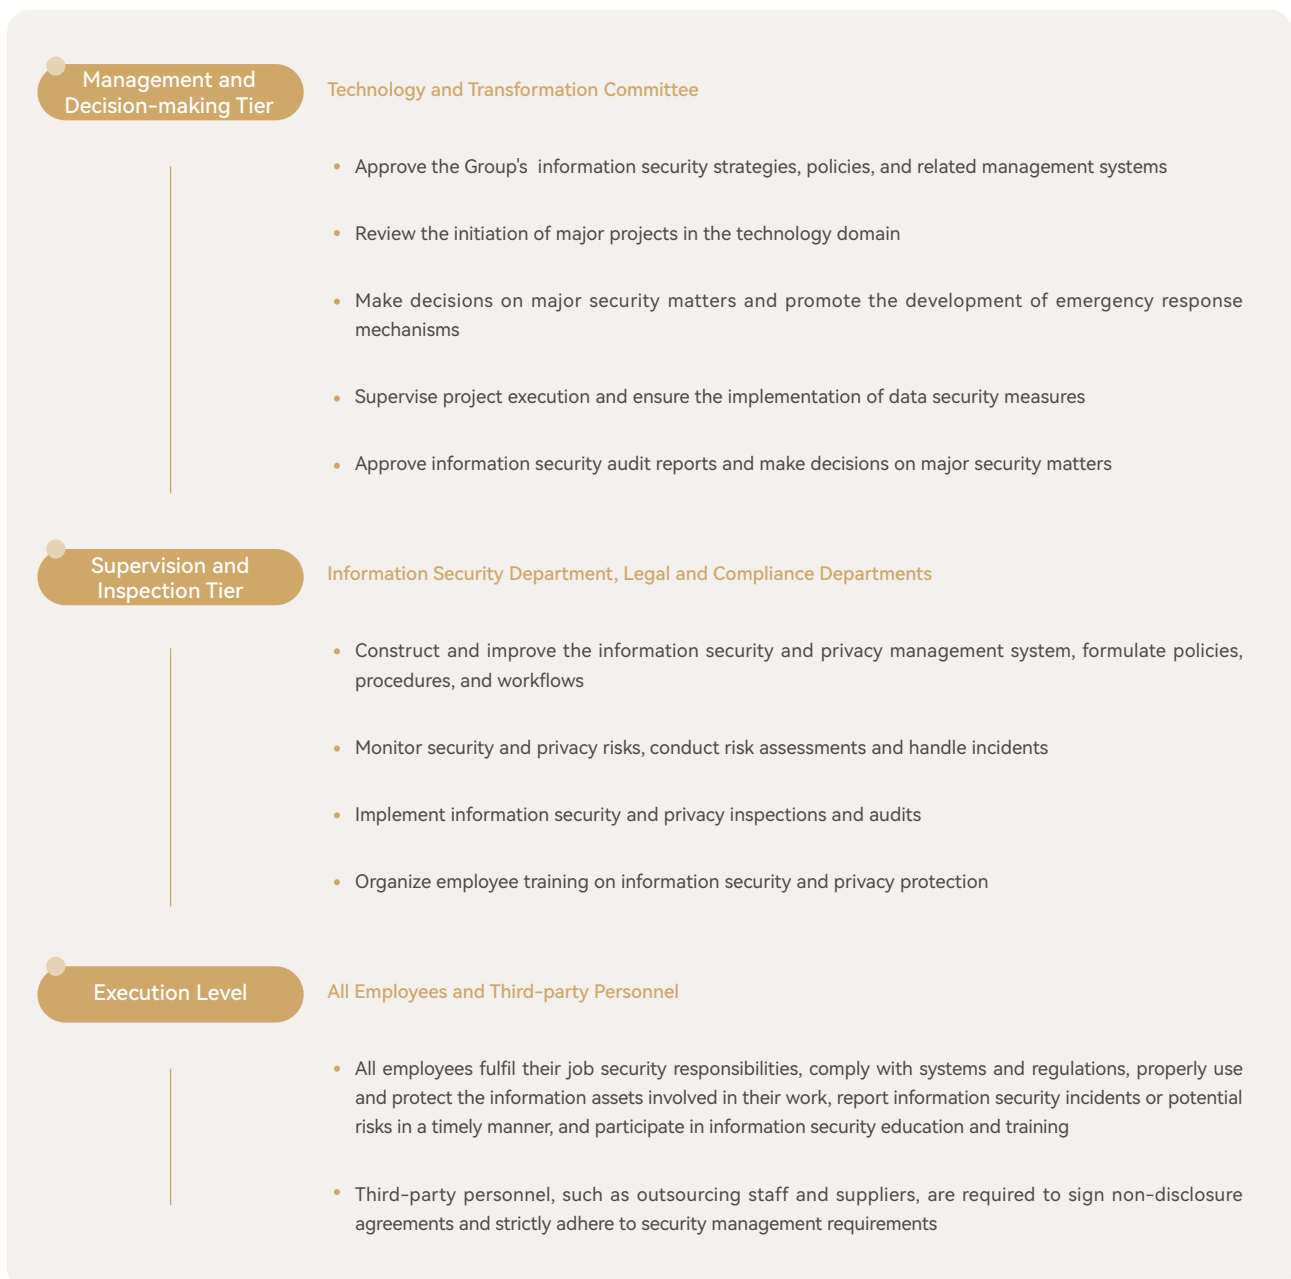 Management and
Decision-making Tier
Technology and Transformation Committee
• Approve the Group's  information security strategies, policies, and related management systems
• Review the initiation of major projects in the technology domain
• Make decisions on major security matters and promote the development of emergency response
mechanisms
• Supervise project execution and ensure the implementation of data security measures
• Approve information security audit reports and make decisions on major security matters
Supervision and
Inspection Tier
Information Security Department, Legal and Compliance Departments
• Construct and improve the information security and privacy management system, formulate policies,
procedures, and workflows
• Monitor security and privacy risks, conduct risk assessments and handle incidents
• Implement information security and privacy inspections and audits
• Organize employee training on information security and privacy protection
Execution Level
All Employees and Third-party Personnel
• All employees fulfil their job security responsibilities, comply with systems and regulations, properly use
and protect the information assets involved in their work, report information security incidents or potential
risks in a timely manner, and participate in information security education and training
• Third-party personnel, such as outsourcing staff and suppliers, are required to sign non-disclosure
agreements and strictly adhere to security management requirements